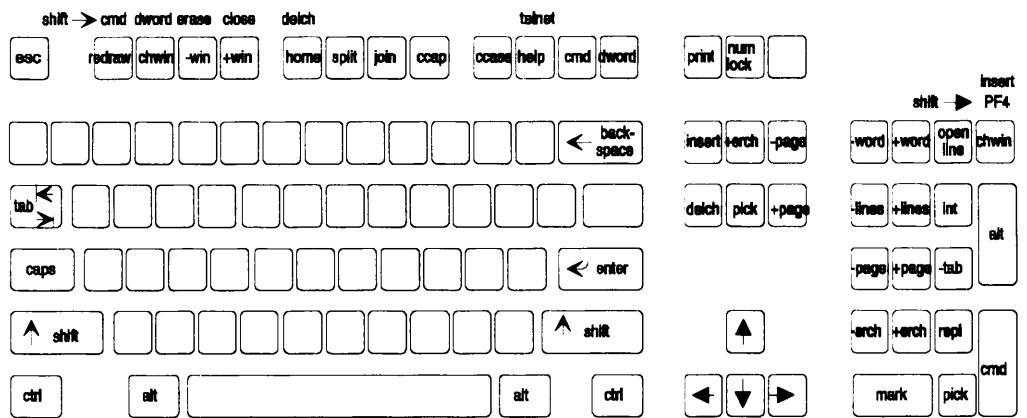 shift cmd dword erase close delch telnet
esc redraw chwin -win +win home split join ccap ccase help cmd dword print num lock
insert
shift PF4
back-space insert +srch -page -word +word open line chwin
tab delch pick +page -lines +lines int alt
caps enter -page +page -tab
shift shift -srch +srch repl cmd
ctrl alt alt ctrl mark pick